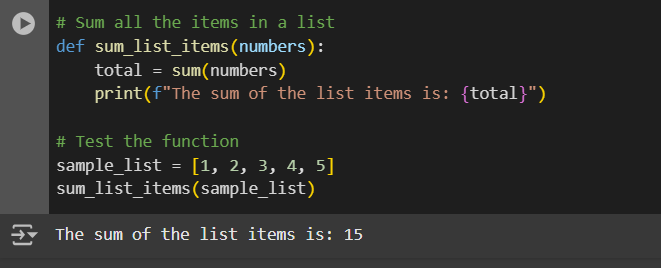 # Sum all the items in a list
def sum_list_items(numbers):
    total = sum(numbers)
    print(f"The sum of the list items is: {total}")

# Test the function
sample_list = [1, 2, 3, 4, 5]
sum_list_items(sample_list)
The sum of the list items is: 15